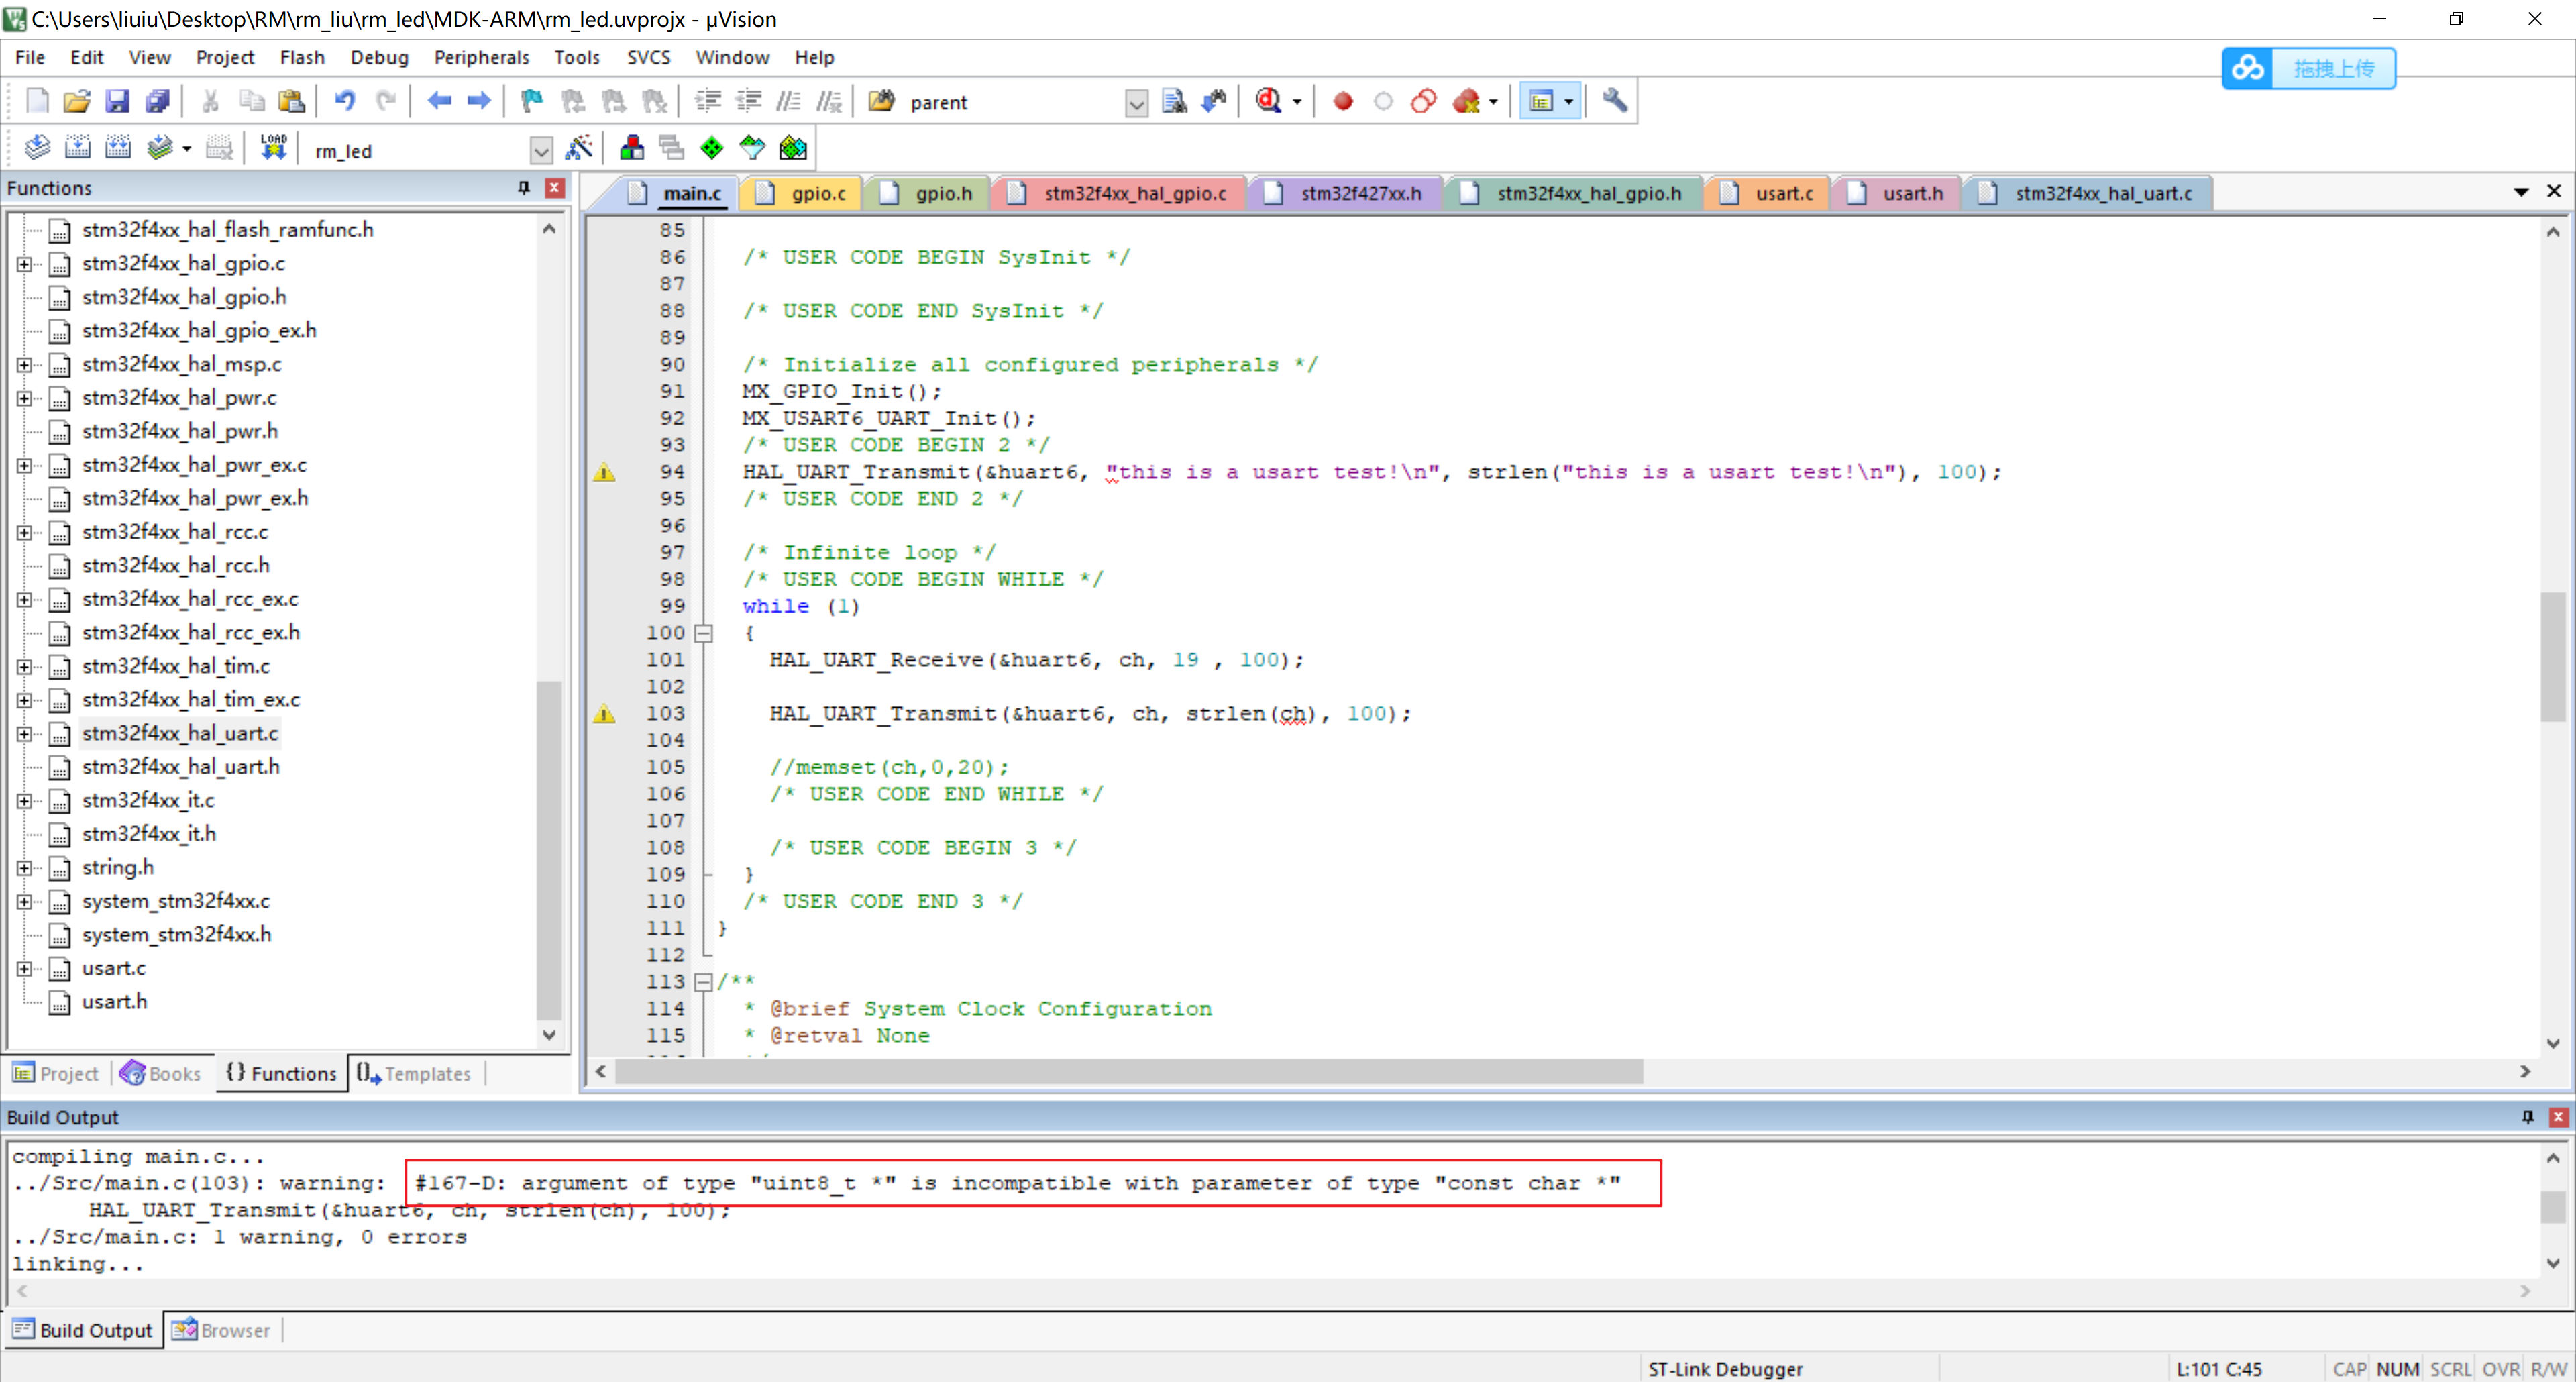 C:\Users\liuiu\Desktop\RM\rm_liu\rm_led\MDK-ARM\rm_led.uvprojx - µVision
File Edit View Project Flash Debug Peripherals Tools SVCS Window Help
拖拽上传
parent
LOAD
rm_led
Functions
stm32f4xx_hal_flash_ramfunc.h
stm32f4xx_hal_gpio.c
stm32f4xx_hal_gpio.h
stm32f4xx_hal_gpio_ex.h
stm32f4xx_hal_msp.c
stm32f4xx_hal_pwr.c
stm32f4xx_hal_pwr.h
stm32f4xx_hal_pwr_ex.c
stm32f4xx_hal_pwr_ex.h
stm32f4xx_hal_rcc.c
stm32f4xx_hal_rcc.h
stm32f4xx_hal_rcc_ex.c
stm32f4xx_hal_rcc_ex.h
stm32f4xx_hal_tim.c
stm32f4xx_hal_tim_ex.c
stm32f4xx_hal_uart.c
stm32f4xx_hal_uart.h
stm32f4xx_it.c
stm32f4xx_it.h
string.h
system_stm32f4xx.c
system_stm32f4xx.h
usart.c
usart.h
Project Books {} Functions Templates
main.c gpio.c gpio.h stm32f4xx_hal_gpio.c stm32f427xx.h stm32f4xx_hal_gpio.h usart.c usart.h stm32f4xx_hal_uart.c
85
86 /* USER CODE BEGIN SysInit */
87
88 /* USER CODE END SysInit */
89
90 /* Initialize all configured peripherals */
91 MX_GPIO_Init();
92 MX_USART6_UART_Init();
93 /* USER CODE BEGIN 2 */
94 HAL_UART_Transmit(&huart6, "this is a usart test!\n", strlen("this is a usart test!\n"), 100);
95 /* USER CODE END 2 */
96
97 /* Infinite loop */
98 /* USER CODE BEGIN WHILE */
99 while (1)
100 {
101 HAL_UART_Receive(&huart6, ch, 19 , 100);
102
103 HAL_UART_Transmit(&huart6, ch, strlen(ch), 100);
104
105 //memset(ch,0,20);
106 /* USER CODE END WHILE */
107
108 /* USER CODE BEGIN 3 */
109 }
110 /* USER CODE END 3 */
111 }
112
113 /**
114 * @brief System Clock Configuration
115 * @retval None
Build Output
compiling main.c...
../Src/main.c(103): warning: #167-D: argument of type "uint8_t *" is incompatible with parameter of type "const char *"
HAL_UART_Transmit(&huart6, ch, strlen(ch), 100);
../Src/main.c: 1 warning, 0 errors
linking...
Build Output Browser
ST-Link Debugger L:101 C:45 CAP NUM SCRL OVR R/W